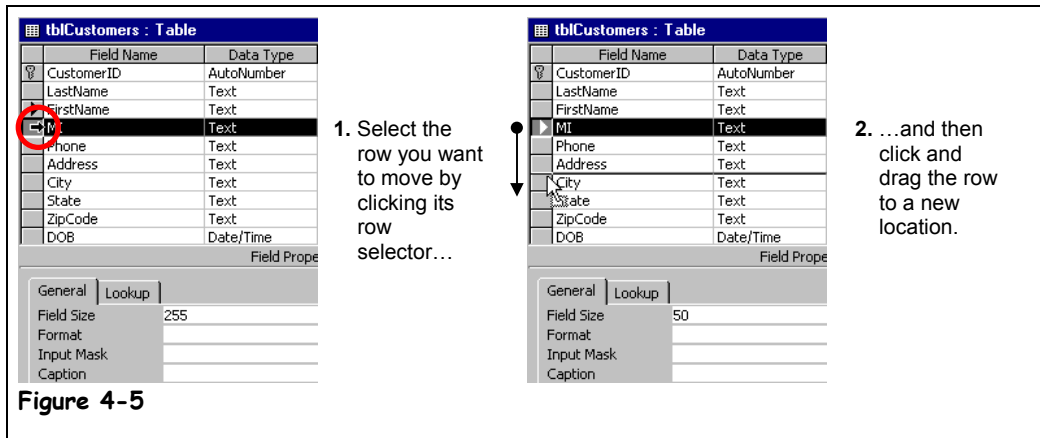 tblCustomers : Table
Field Name Data Type
CustomerID AutoNumber
LastName Text
FirstName Text
MI Text
Phone Text
Address Text
City Text
State Text
ZipCode Text
DOB Date/Time
Field Prope
General Lookup
Field Size 255
Format
Input Mask
Caption
1. Select the
row you want
to move by
clicking its
row
selector…
tblCustomers : Table
Field Name Data Type
CustomerID AutoNumber
LastName Text
FirstName Text
MI Text
Phone Text
Address Text
City Text
State Text
ZipCode Text
DOB Date/Time
Field Prope
General Lookup
Field Size 50
Format
Input Mask
Caption
2. …and then
click and
drag the row
to a new
location.
Figure 4-5